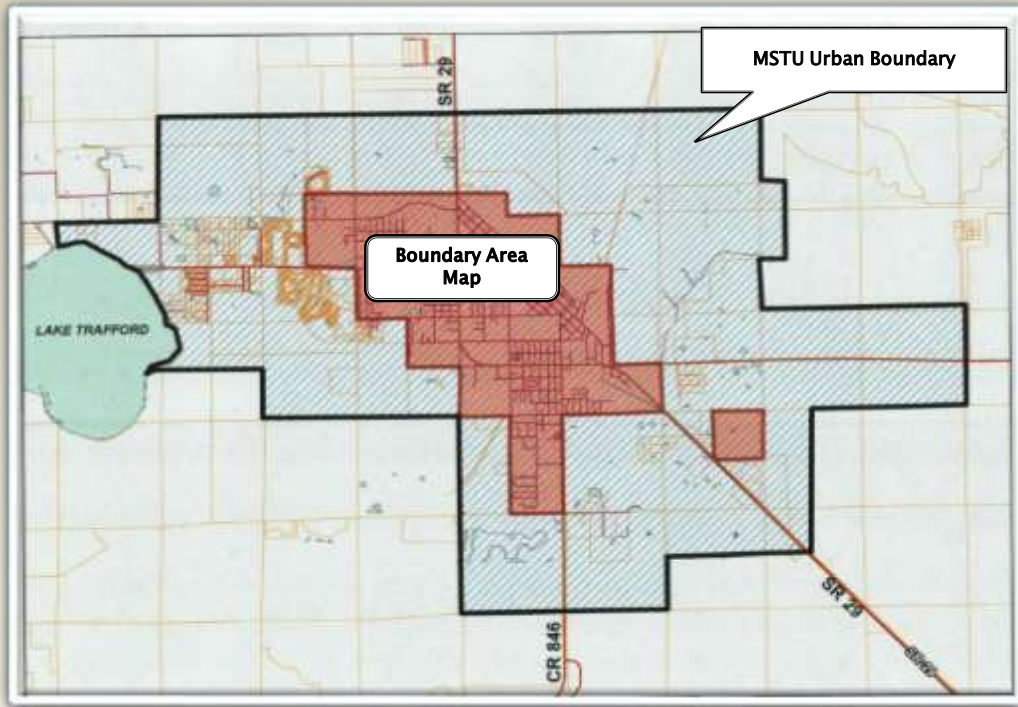 SR 29
MSTU Urban Boundary
Boundary Area
Map
LAKE TRAFFORD
SR 29
CR 846